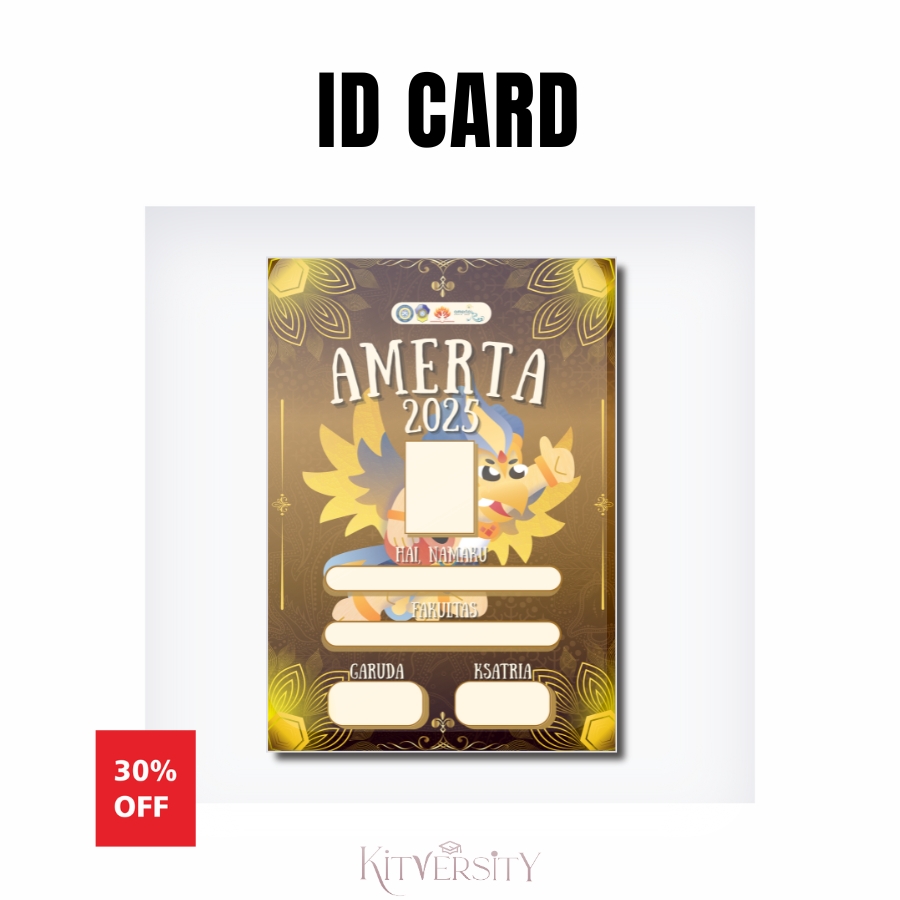 ID CARD
AMERTA
2025
HAI, NAMAKU
FAKULTAS
GARUDA KSATRIA
30%
OFF
KITVERSITY